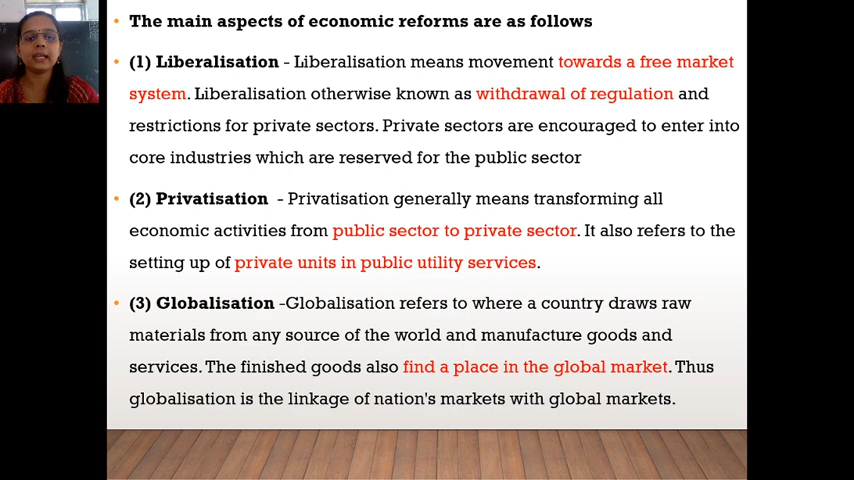 • The main aspects of economic reforms are as follows
• (1) Liberalisation - Liberalisation means movement towards a free market
system. Liberalisation otherwise known as withdrawal of regulation and
restrictions for private sectors. Private sectors are encouraged to enter into
core industries which are reserved for the public sector
• (2) Privatisation - Privatisation generally means transforming all
economic activities from public sector to private sector. It also refers to the
setting up of private units in public utility services.
• (3) Globalisation -Globalisation refers to where a country draws raw
materials from any source of the world and manufacture goods and
services. The finished goods also find a place in the global market. Thus
globalisation is the linkage of nation's markets with global markets.